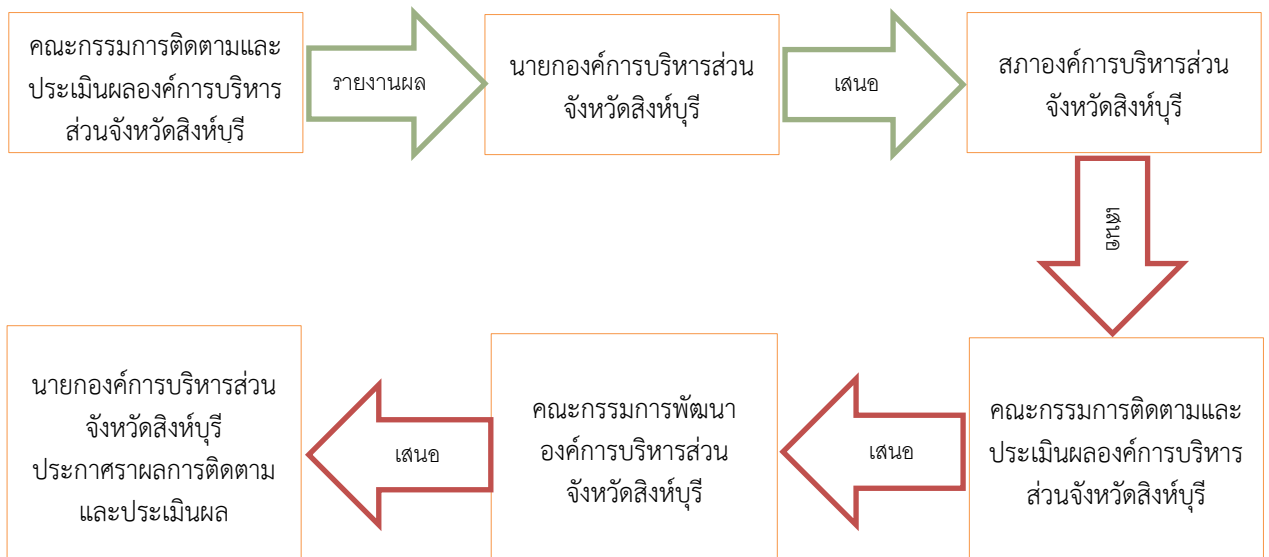 คณะกรรมการติดตามและ
ประเมินผลองค์การบริหาร
ส่วนจังหวัดสิงห์บุรี
รายงานผล
นายกองค์การบริหารส่วน
จังหวัดสิงห์บุรี
เสนอ
สภาองค์การบริหารส่วน
จังหวัดสิงห์บุรี
เสนอ
คณะกรรมการติดตามและ
ประเมินผลองค์การบริหาร
ส่วนจังหวัดสิงห์บุรี
เสนอ
คณะกรรมการพัฒนา
องค์การบริหารส่วน
จังหวัดสิงห์บุรี
เสนอ
นายกองค์การบริหารส่วน
จังหวัดสิงห์บุรี
ประกาศราผลการติดตาม
และประเมินผล